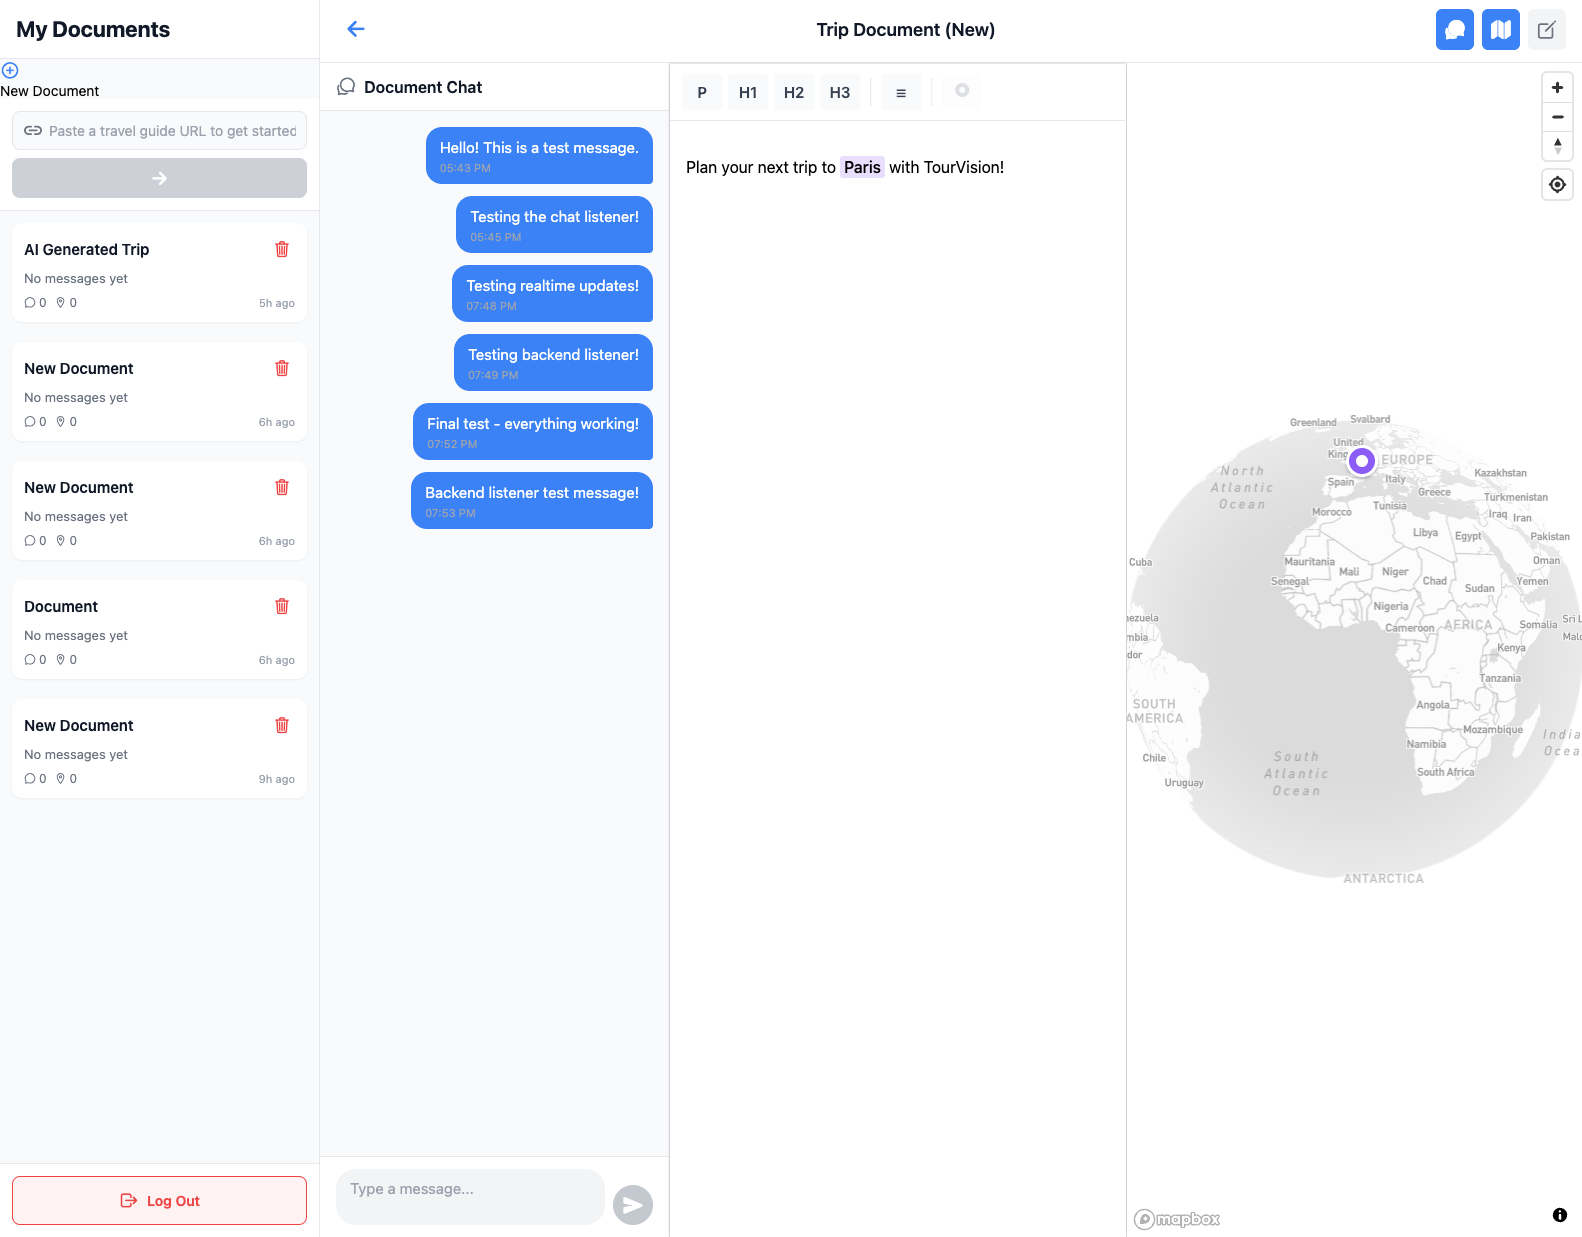 My Documents
New Document
Paste a travel guide URL to get started
AI Generated Trip
No messages yet
0 0 5h ago
New Document
No messages yet
0 0 6h ago
New Document
No messages yet
0 0 6h ago
Document
No messages yet
0 0 6h ago
New Document
No messages yet
0 0 9h ago
Log Out
Trip Document (New)
Document Chat
Hello! This is a test message.
05:43 PM
Testing the chat listener!
05:45 PM
Testing realtime updates!
07:48 PM
Testing backend listener!
07:49 PM
Final test - everything working!
07:52 PM
Backend listener test message!
07:53 PM
Type a message...
P H1 H2 H3
Plan your next trip to Paris with TourVision!
Greenland
Svalbard
United
King
EUROPE
North
Atlantic
Ocean
Spain
Italy
Greece
Kazakhstan
Turkmenistan
Morocco
Tunisia
Iraq
Iran
Libya
Egypt
Pakistan
Cuba
Mauritania
Mali
Niger
Oman
Senegal
Chad
Sudan
Yemen
Nigeria
nezuela
Cameroon
AFRICA
Somalia
Sri L
mbia
Mald
dor
Kenya
Tanzania
SOUTH
AMERICA
Angola
Mozambique
India
Ocea
Namibia
Chile
South
Atlantic
Ocean
South Africa
Uruguay
ANTARCTICA
mapbox